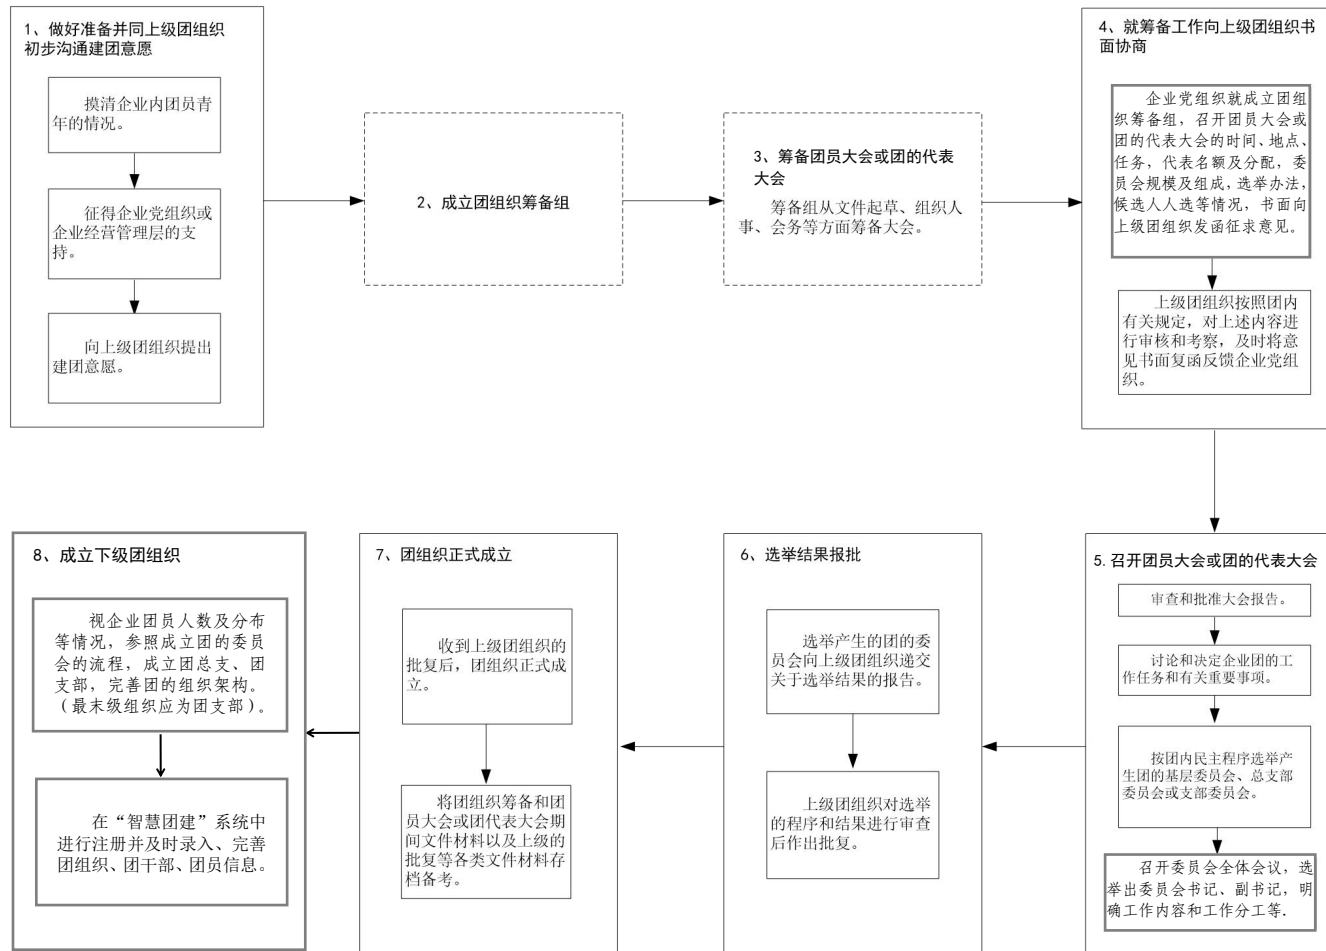 1、做好准备并同上级团组织
初步沟通建团意愿
摸清企业内团员青
年的情况。
征得企业党组织或
企业经营管理层的支
持。
向上级团组织提出
建团意愿。
2、成立团组织筹备组
3、筹备团员大会或团的代表
大会
筹备组从文件起草、组织人
事、会务等方面筹备大会。
4、就筹备工作向上级团组织书
面协商
企业党组织就成立团组
织筹备组，召开团员大会或
团的代表大会的时间、地点、
任务，代表名额及分配，委
员会规模及组成，选举办法，
候选人人选等情况，书面向
上级团组织发函征求意见。
上级团组织按照团内
有关规定，对上述内容进
行审核和考察，及时将意
见书面复函反馈企业党组
织。
5.召开团员大会或团的代表大会
审查和批准大会报告。
讨论和决定企业团的工
作任务和有关重要事项。
按团内民主程序选举产
生团的基层委员会、总支部
委员会或支部委员会。
召开委员会全体会议，选
举出委员会书记、副书记，明
确工作内容和工作分工等.
6、选举结果报批
选举产生的团的委
员会向上级团组织递交
关于选举结果的报告。
上级团组织对选举
的程序和结果进行审查
后作出批复。
7、团组织正式成立
收到上级团组织的
批复后，团组织正式成
立。
将团组织筹备和团
员大会或团代表大会期
间文件材料以及上级的
批复等各类文件材料存
档备考。
8、成立下级团组织
视企业团员人数及分布
等情况，参照成立团的委员
会的流程，成立团总支、团
支部，完善团的组织架构。
（最末级组织应为团支部）。
在“智慧团建”系统中
进行注册并及时录入、完善
团组织、团干部、团员信息。